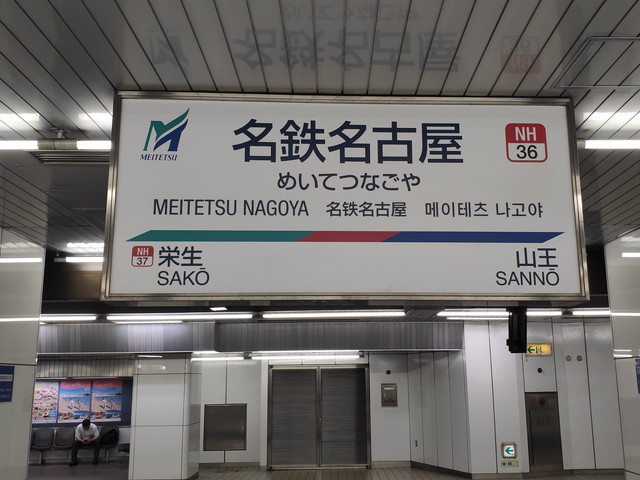 MEITETSU
名鉄名古屋
NH
36
めいてつなごや
MEITETSU NAGOYA 名铁名古屋 메이테츠 나고야
NH
37
栄生
SAKŌ
山王
SANNŌ